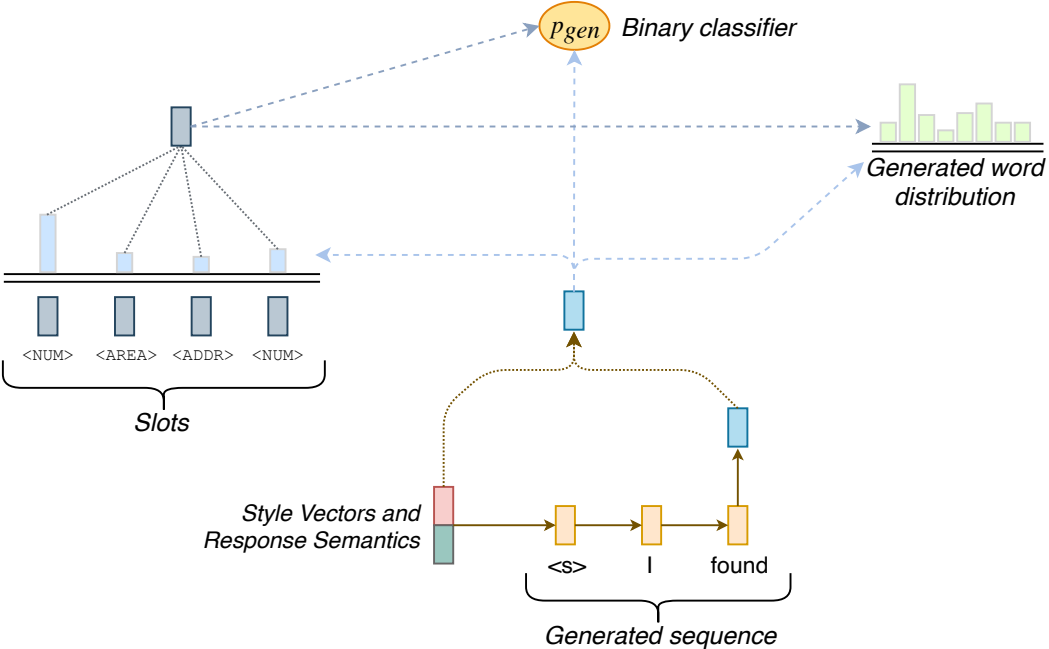 p_gen Binary classifier
Generated word
distribution
<NUM> <AREA> <ADDR> <NUM>
Slots
Style Vectors and
Response Semantics
<s> I found
Generated sequence